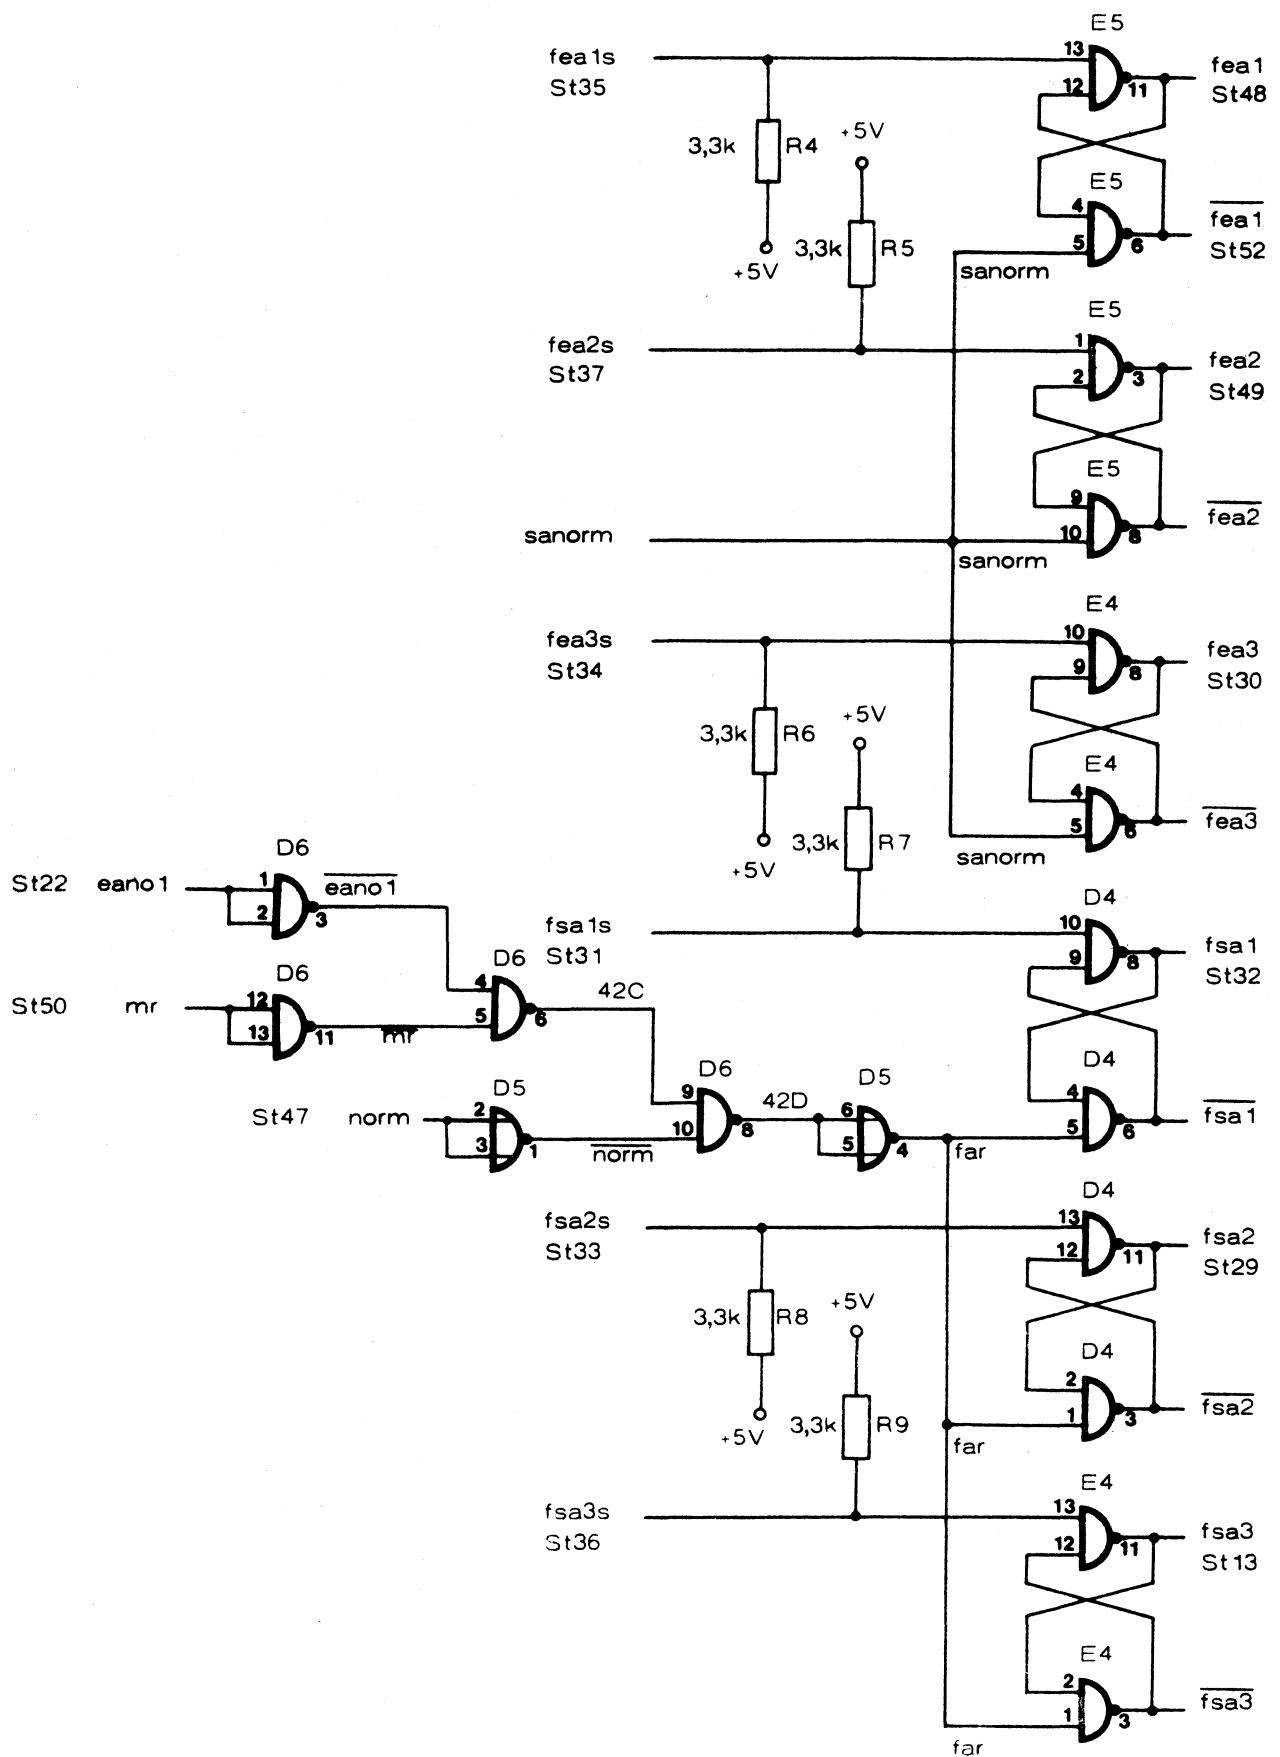 E5
fea1s
St35
13
12
11
fea1
St48
3,3k
R4
+5V
+5V
E5
4
5
6
fea1
St52
3,3k
R5
sanorm
E5
fea2s
St37
1
2
3
fea2
St49
E5
sanorm
9
10
8
fea2
sanorm
E4
fea3s
St34
10
9
8
fea3
St30
3,3k
R6
+5V
+5V
E4
4
5
6
fea3
3,3k
R7
sanorm
St22
eano1
D6
1
2
3
eano1
D4
fsa1s
St31
10
9
8
fsa1
St32
St50
mr
D6
12
13
11
mr
D6
4
5
6
42C
D4
4
5
6
fsa1
far
St47
norm
D5
2
3
1
norm
D6
9
10
8
42D
D5
6
5
4
D4
fsa2s
St33
13
12
11
fsa2
St29
3,3k
R8
+5V
+5V
D4
2
1
3
fsa2
3,3k
R9
far
E4
fsa3s
St36
13
12
11
fsa3
St13
E4
2
1
3
fsa3
far